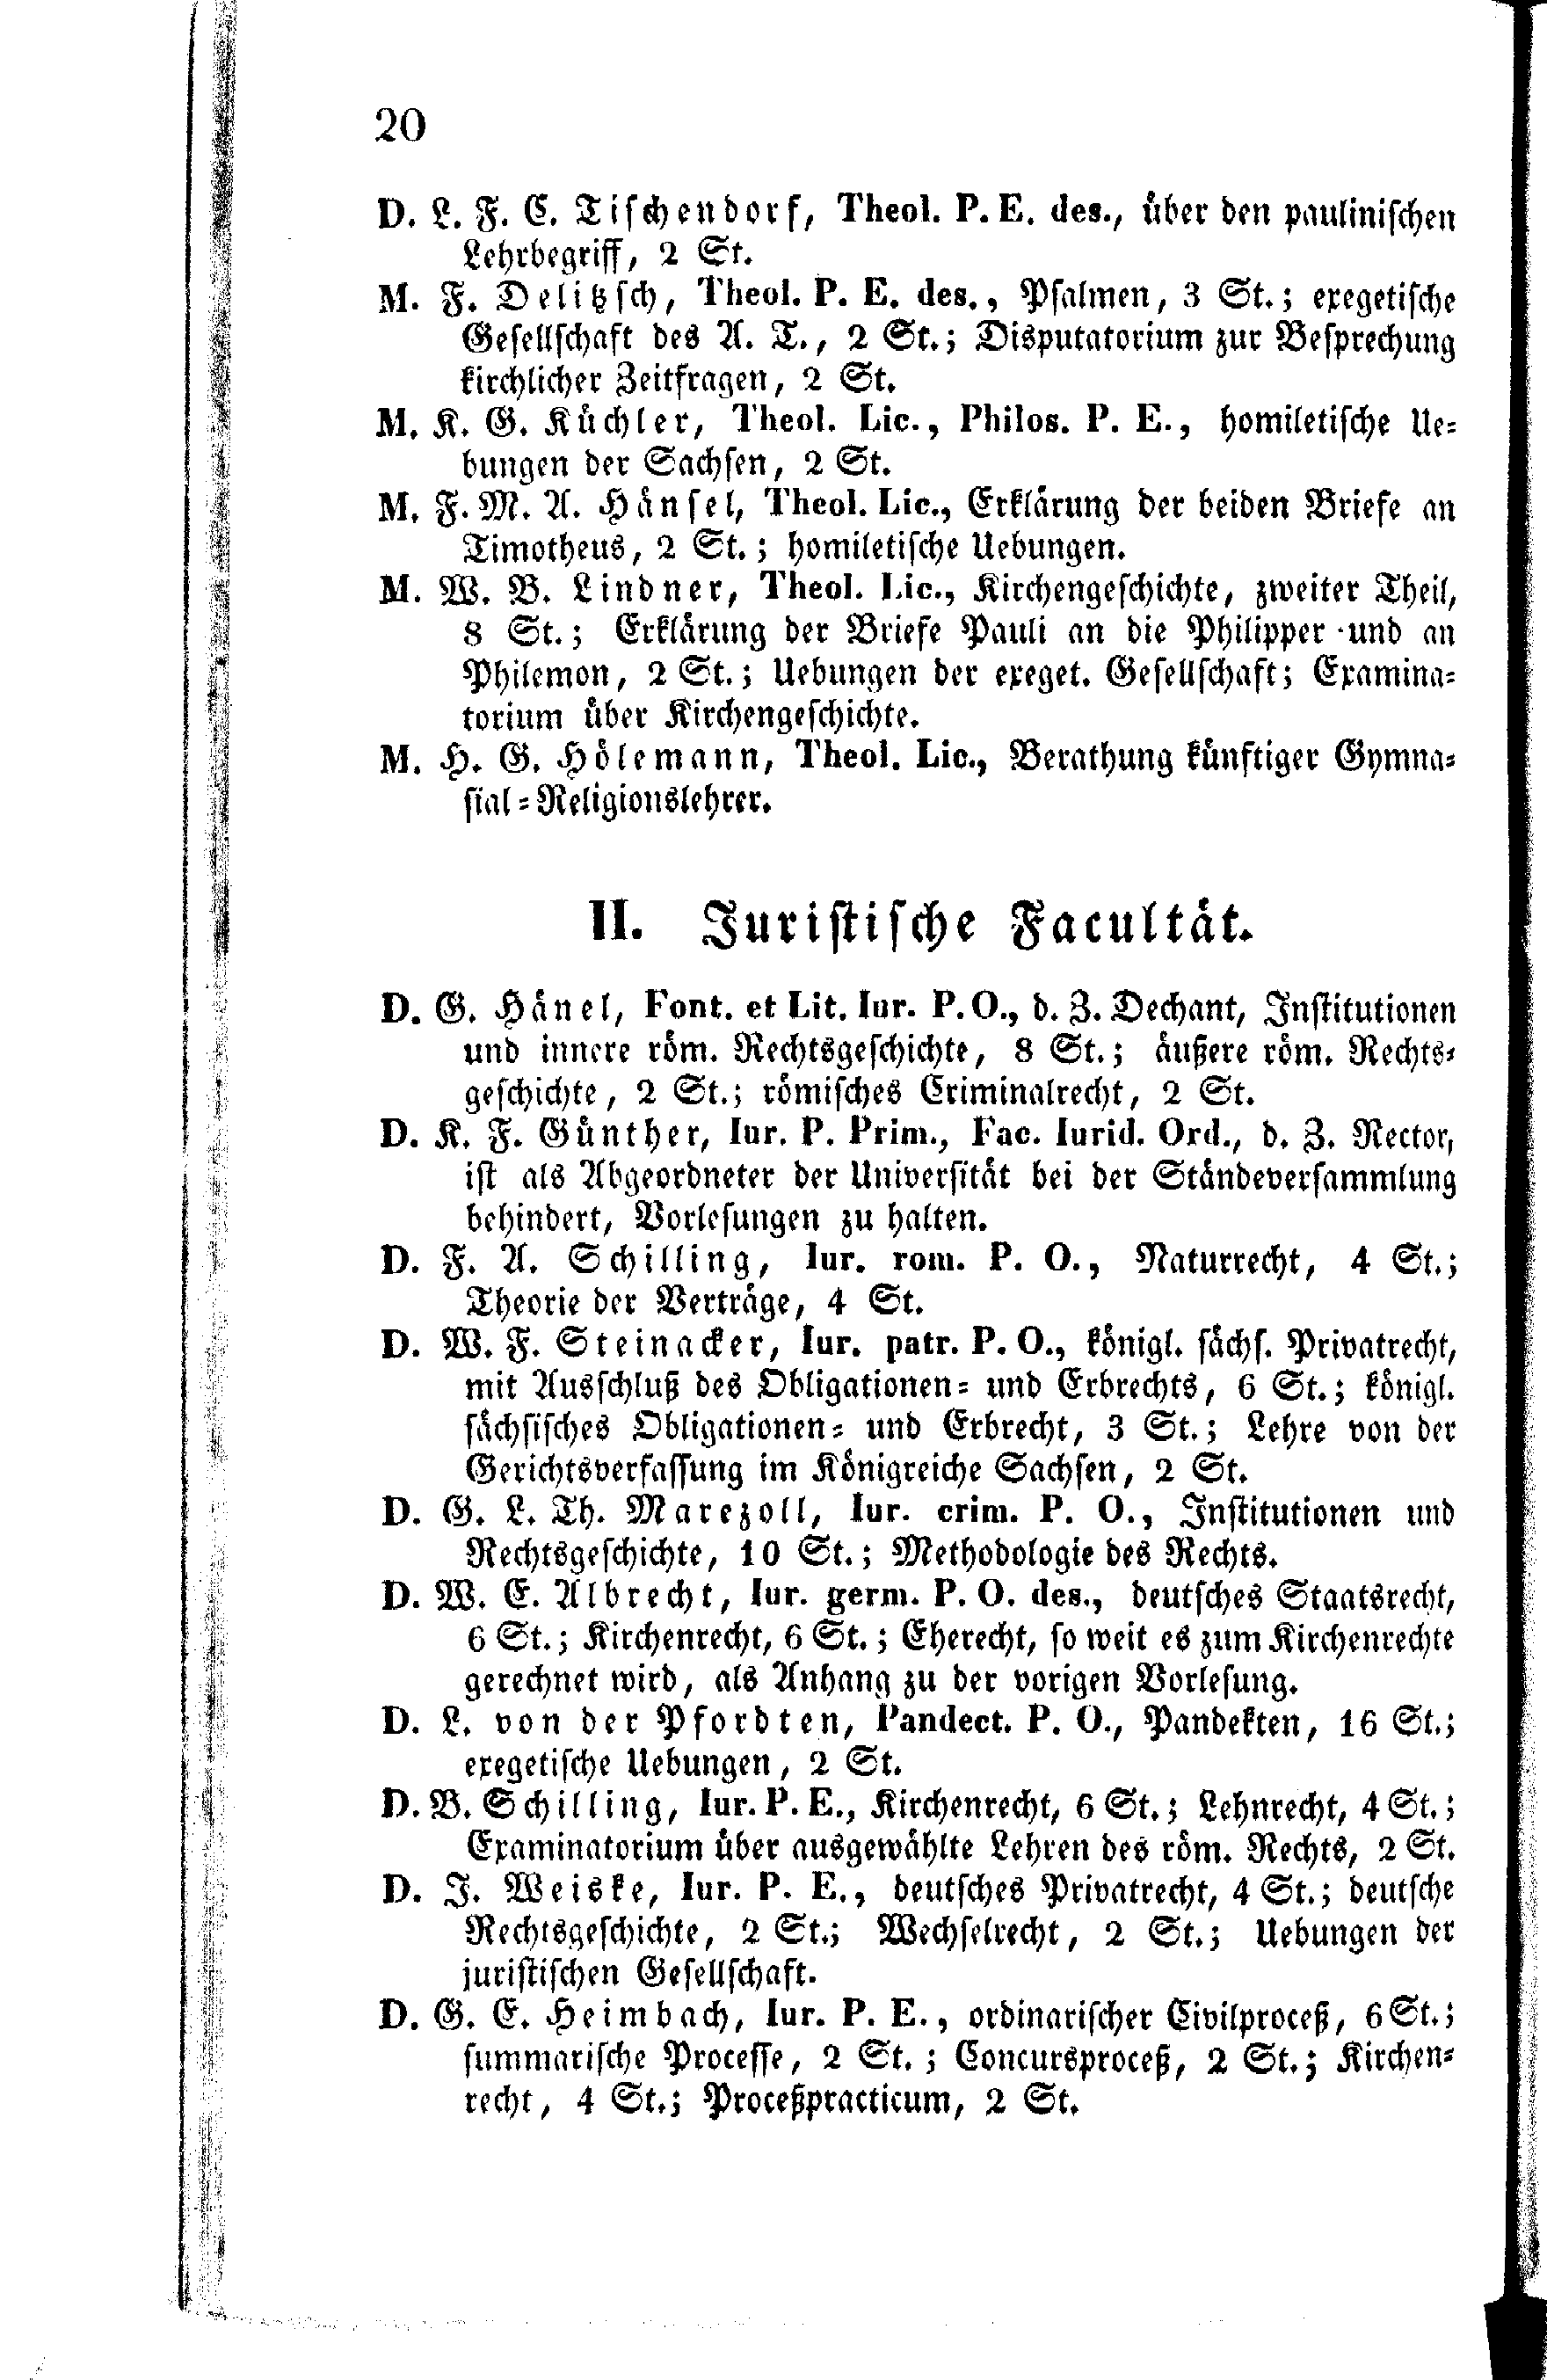 20
D. L. F. C. Tischendorf, Theol. P. E. des., über den paulinischen
Lehrbegriff, 2 St.
M. F. Delitzsch, Theol. P. E. des., Psalmen, 3 St.; exegetische
Gesellschaft des A. T., 2 St.; Disputatorium zur Besprechung
kirchlicher Zeitfragen, 2 St.
M. K. G. Küchler, Theol. Lic., Philos. P. E., homiletische Ue=
bungen der Sachsen, 2 St.
M. F. M. A. Hänsel, Theol. Lic., Erklärung der beiden Briefe an
Timotheus, 2 St.; homiletische Uebungen.
M. W. B. Lindner, Theol. Lic., Kirchengeschichte, zweiter Theil,
8 St.; Erklärung der Briefe Pauli an die Philipper und an
Philemon, 2 St.; Uebungen der exeget. Gesellschaft; Examina=
torium über Kirchengeschichte.
M. H. G. Hölemann, Theol. Lic., Berathung künftiger Gymna=
sial=Religionslehrer.
II. Juristische Facultät.
D. G. Hänel, Font. et Lit. Iur. P. O., d. Z. Dechant, Institutionen
und innere röm. Rechtsgeschichte, 8 St.; äußere röm. Rechts=
geschichte, 2 St.; römisches Criminalrecht, 2 St.
D. K. F. Günther, Iur. P. Prim., Fac. Iurid. Ord., d. Z. Rector,
ist als Abgeordneter der Universität bei der Ständeversammlung
behindert, Vorlesungen zu halten.
D. F. A. Schilling, Iur. rom. P. O., Naturrecht, 4 St.;
Theorie der Verträge, 4 St.
D. W. F. Steinacker, Iur. patr. P. O., königl. sächs. Privatrecht,
mit Ausschluß des Obligationen= und Erbrechts, 6 St.; königl.
sächsisches Obligationen= und Erbrecht, 3 St.; Lehre von der
Gerichtsverfassung im Königreiche Sachsen, 2 St.
D. G. L. Th. Marezoll, Iur. crim. P. O., Institutionen und
Rechtsgeschichte, 10 St.; Methodologie des Rechts.
D. W. E. Albrecht, Iur. germ. P. O. des., deutsches Staatsrecht,
6 St.; Kirchenrecht, 6 St.; Eherecht, so weit es zum Kirchenrechte
gerechnet wird, als Anhang zu der vorigen Vorlesung.
D. L. von der Pfordten, Pandect. P. O., Pandekten, 16 St.;
exegetische Uebungen, 2 St.
D. B. Schilling, Iur. P. E., Kirchenrecht, 6 St.; Lehnrecht, 4 St.;
Examinatorium über ausgewählte Lehren des röm. Rechts, 2 St.
D. J. Weiske, Iur. P. E., deutsches Privatrecht, 4 St.; deutsche
Rechtsgeschichte, 2 St.; Wechselrecht, 2 St.; Uebungen der
juristischen Gesellschaft.
D. G. E. Heimbach, Iur. P. E., ordinarischer Civilproceß, 6 St.;
summarische Processe, 2 St.; Concursproceß, 2 St.; Kirchen=
recht, 4 St.; Proceßpracticum, 2 St.